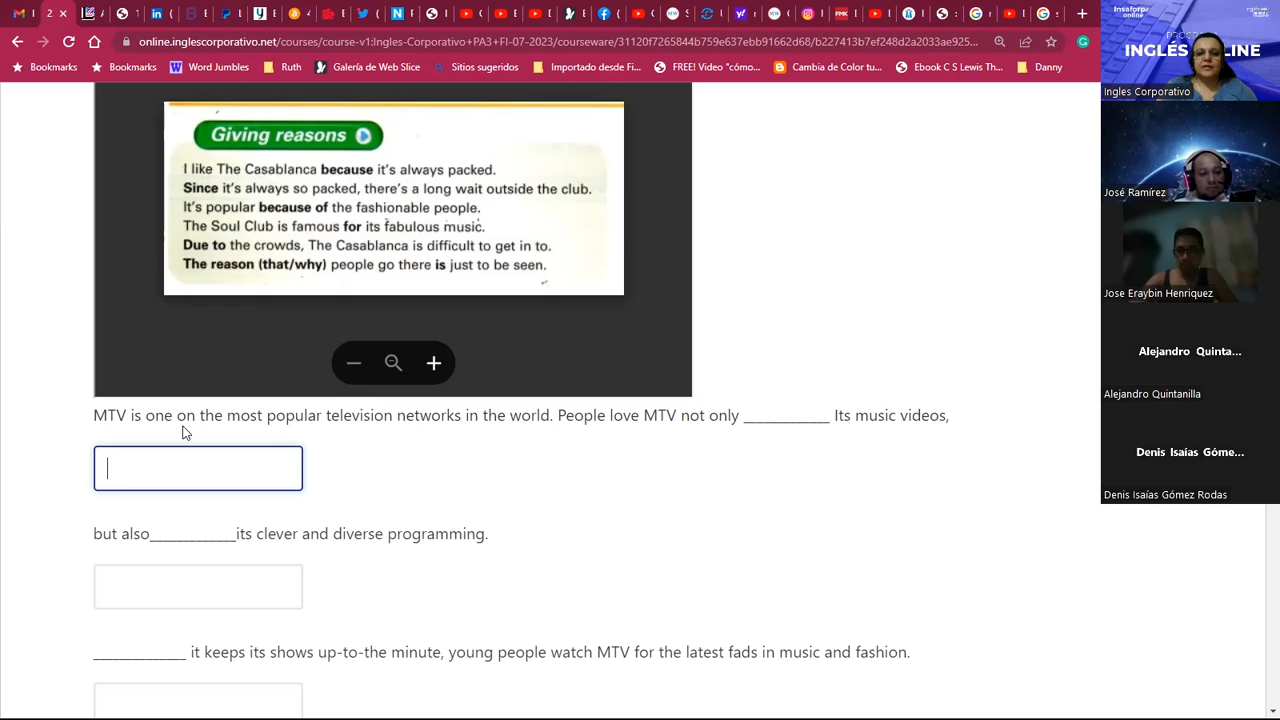 online.inglescorporativo.net/courses/course-v1:Ingles-Corporativo+PA3+FI-07-2023/courseware/31120f7265844b759e637ebb91662d68/b227413b7ef248d2a2033ae925...
Bookmarks Bookmarks Word Jumbles Ruth Galería de Web Slice Sitios sugeridos Importado desde Fi... FREE! Video "cómo... Cambia de Color tu... Ebook C S Lewis Th... Danny
Giving reasons
I like The Casablanca because it's always packed.
Since it's always so packed, there's a long wait outside the club.
It's popular because of the fashionable people.
The Soul Club is famous for its fabulous music.
Due to the crowds, The Casablanca is difficult to get in to.
The reason (that/why) people go there is just to be seen.
MTV is one on the most popular television networks in the world. People love MTV not only _____________ Its music videos,
but also_____________its clever and diverse programming.
______________ it keeps its shows up-to-the minute, young people watch MTV for the latest fads in music and fashion.
Insaforp online
INGLÉS ONLINE
Ingles Corporativo
José Ramírez
Jose Eraybin Henriquez
Alejandro Quinta...
Alejandro Quintanilla
Denis Isaías Góme...
Denis Isaías Gómez Rodas